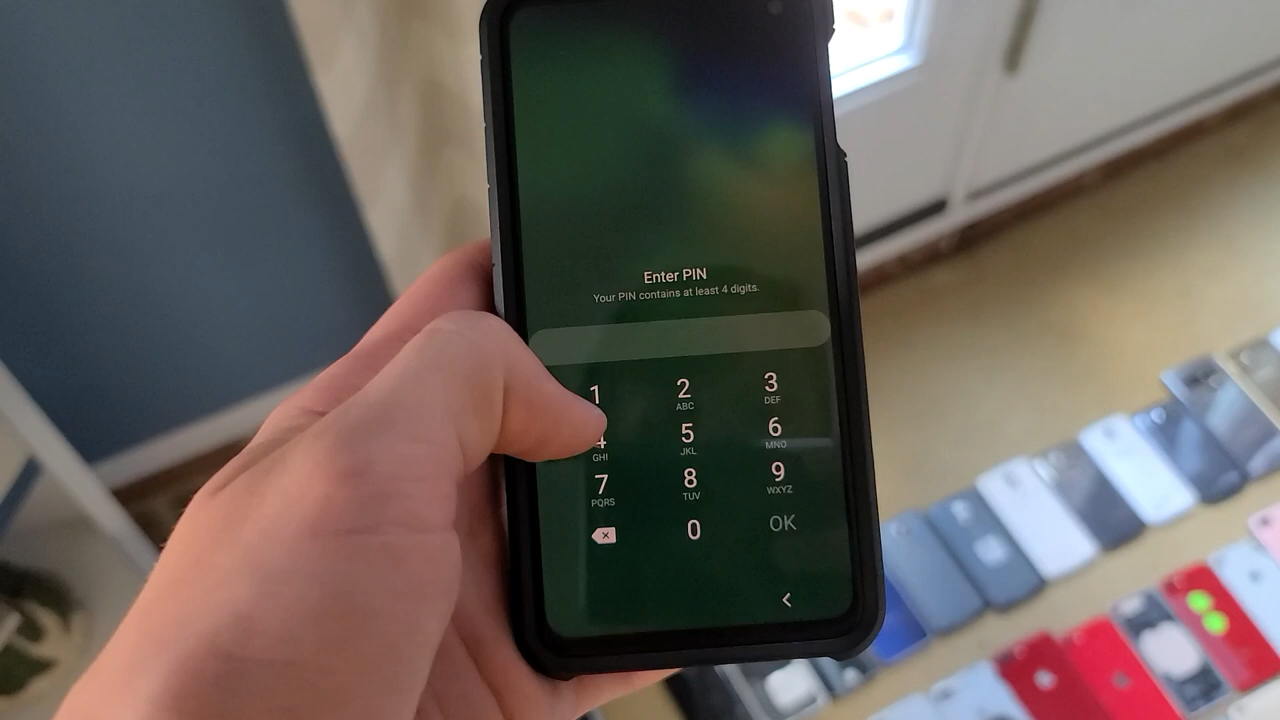 Enter PIN
Your PIN contains at least 4 digits.
1 2 3
ABC DEF
4 5 6
GHI JKL MNO
7 8 9
PQRS TUV WXYZ
0 OK